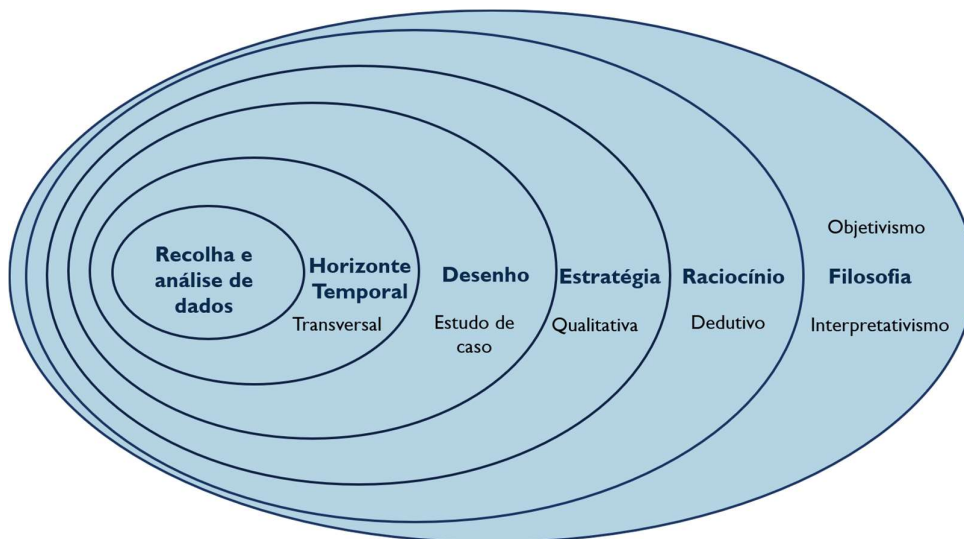 Recolha e
análise de
dados
Horizonte
Temporal
Transversal
Desenho
Estudo de
caso
Estratégia
Qualitativa
Raciocínio
Dedutivo
Objetivismo
Filosofia
Interpretativismo